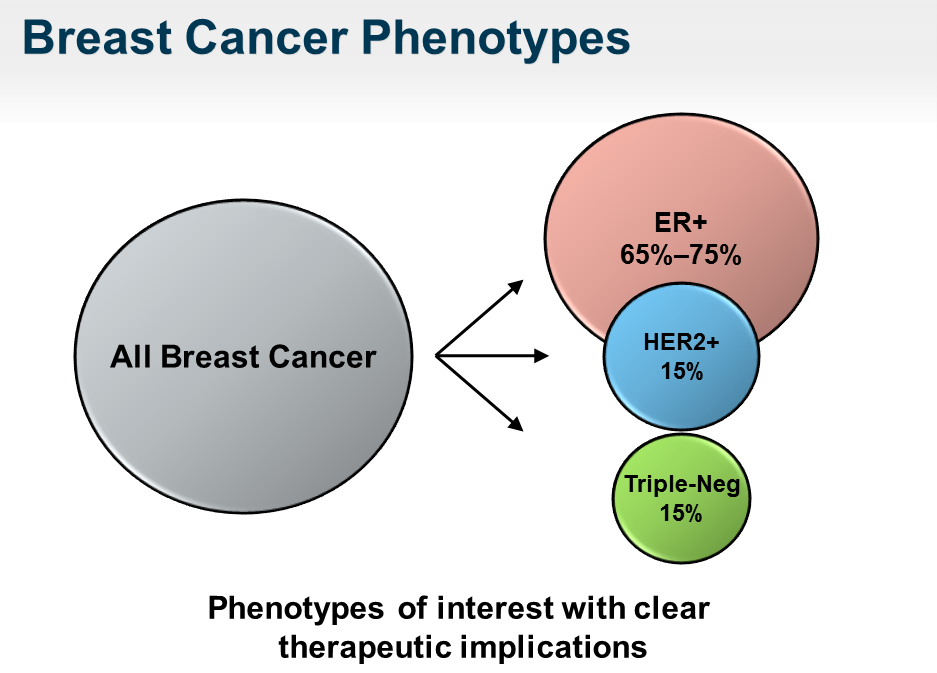 Breast Cancer Phenotypes
All Breast Cancer
ER+
65%–75%
HER2+
15%
Triple-Neg
15%
Phenotypes of interest with clear
therapeutic implications